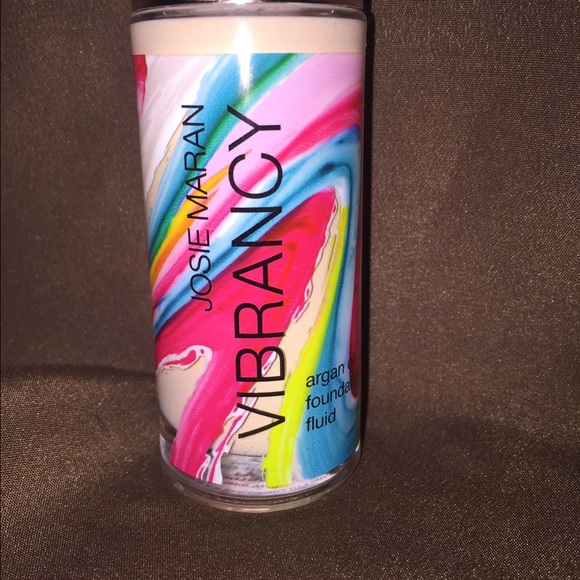 JOSIE MARAN
VIBRANCY
argan
fluid